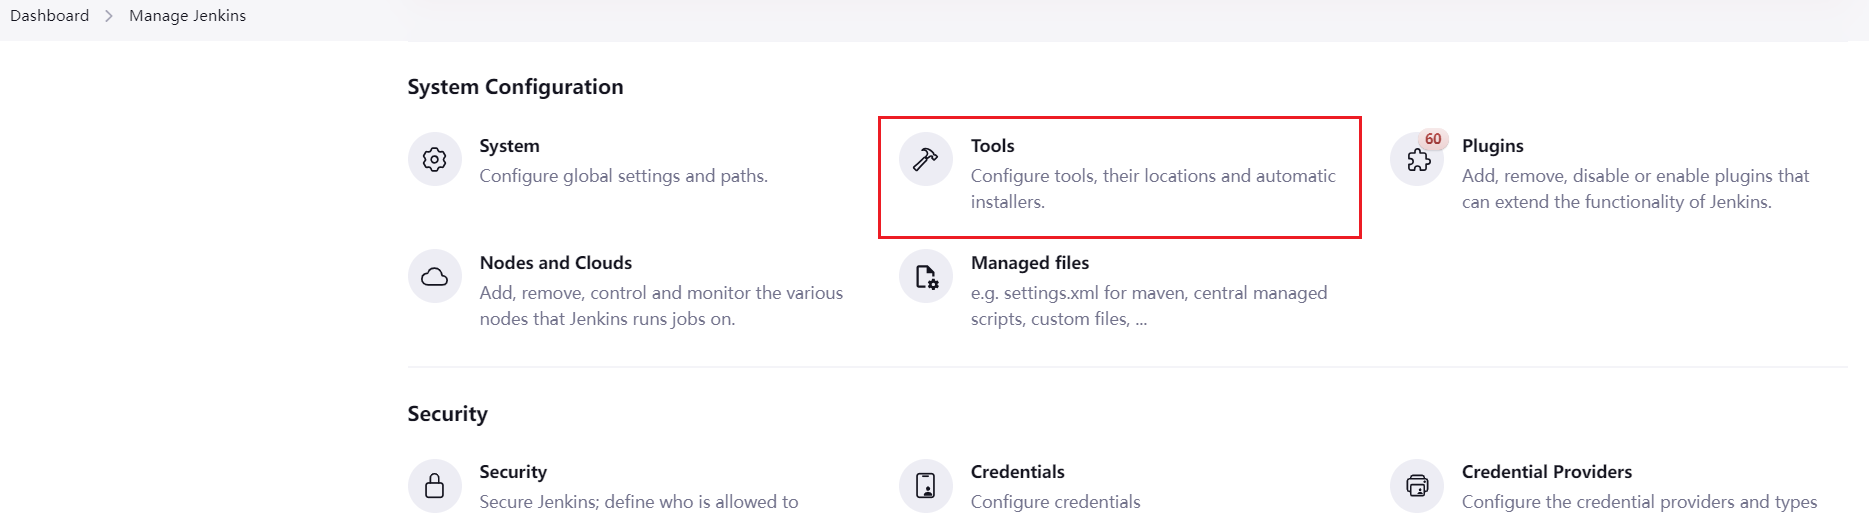 Dashboard > Manage Jenkins
System Configuration
System
Configure global settings and paths.
Tools
Configure tools, their locations and automatic
installers.
60
Plugins
Add, remove, disable or enable plugins that
can extend the functionality of Jenkins.
Nodes and Clouds
Add, remove, control and monitor the various
nodes that Jenkins runs jobs on.
Managed files
e.g. settings.xml for maven, central managed
scripts, custom files, ...
Security
Security
Secure Jenkins; define who is allowed to
Credentials
Configure credentials
Credential Providers
Configure the credential providers and types